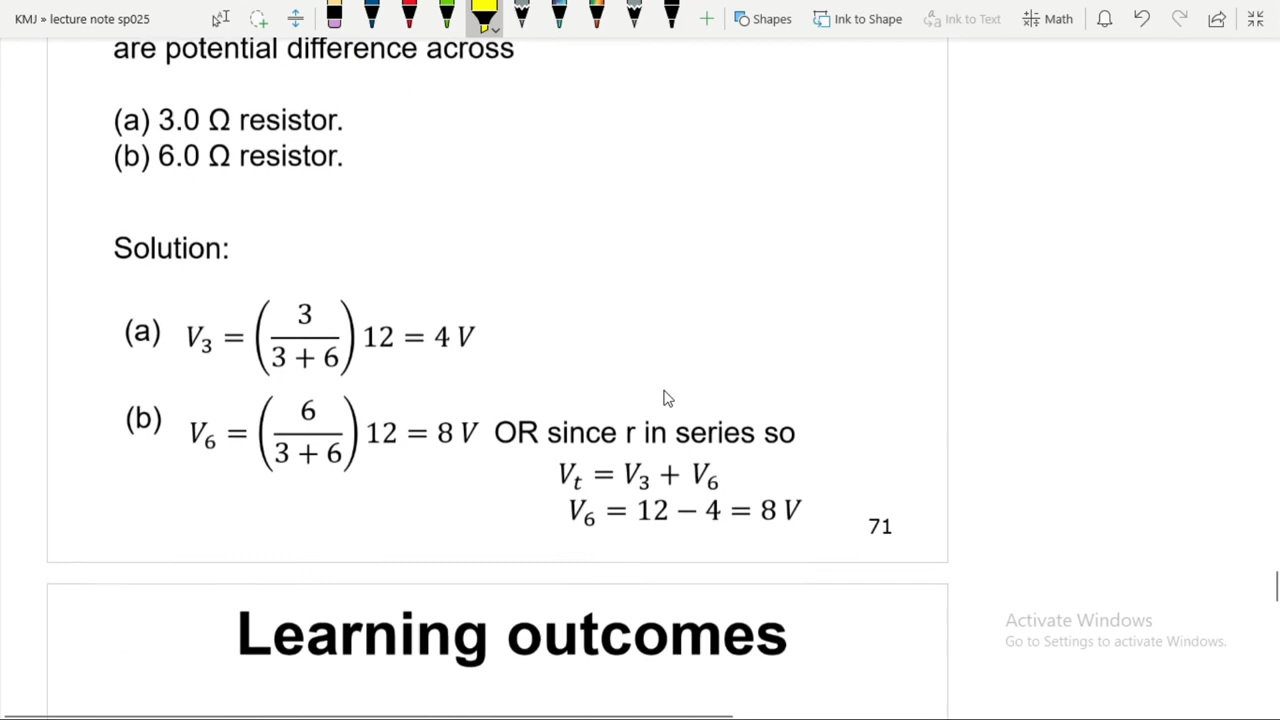 KMJ » lecture note sp025
Shapes
Ink to Shape
Ink to Text
Math
are potential difference across
(a) 3.0 Ω resistor.
(b) 6.0 Ω resistor.
Solution:
(a) V₃ = (3 / (3 + 6)) 12 = 4 V
(b) V₆ = (6 / (3 + 6)) 12 = 8 V OR since r in series so
Vₜ = V₃ + V₆
V₆ = 12 − 4 = 8 V
71
Learning outcomes
Activate Windows
Go to Settings to activate Windows.